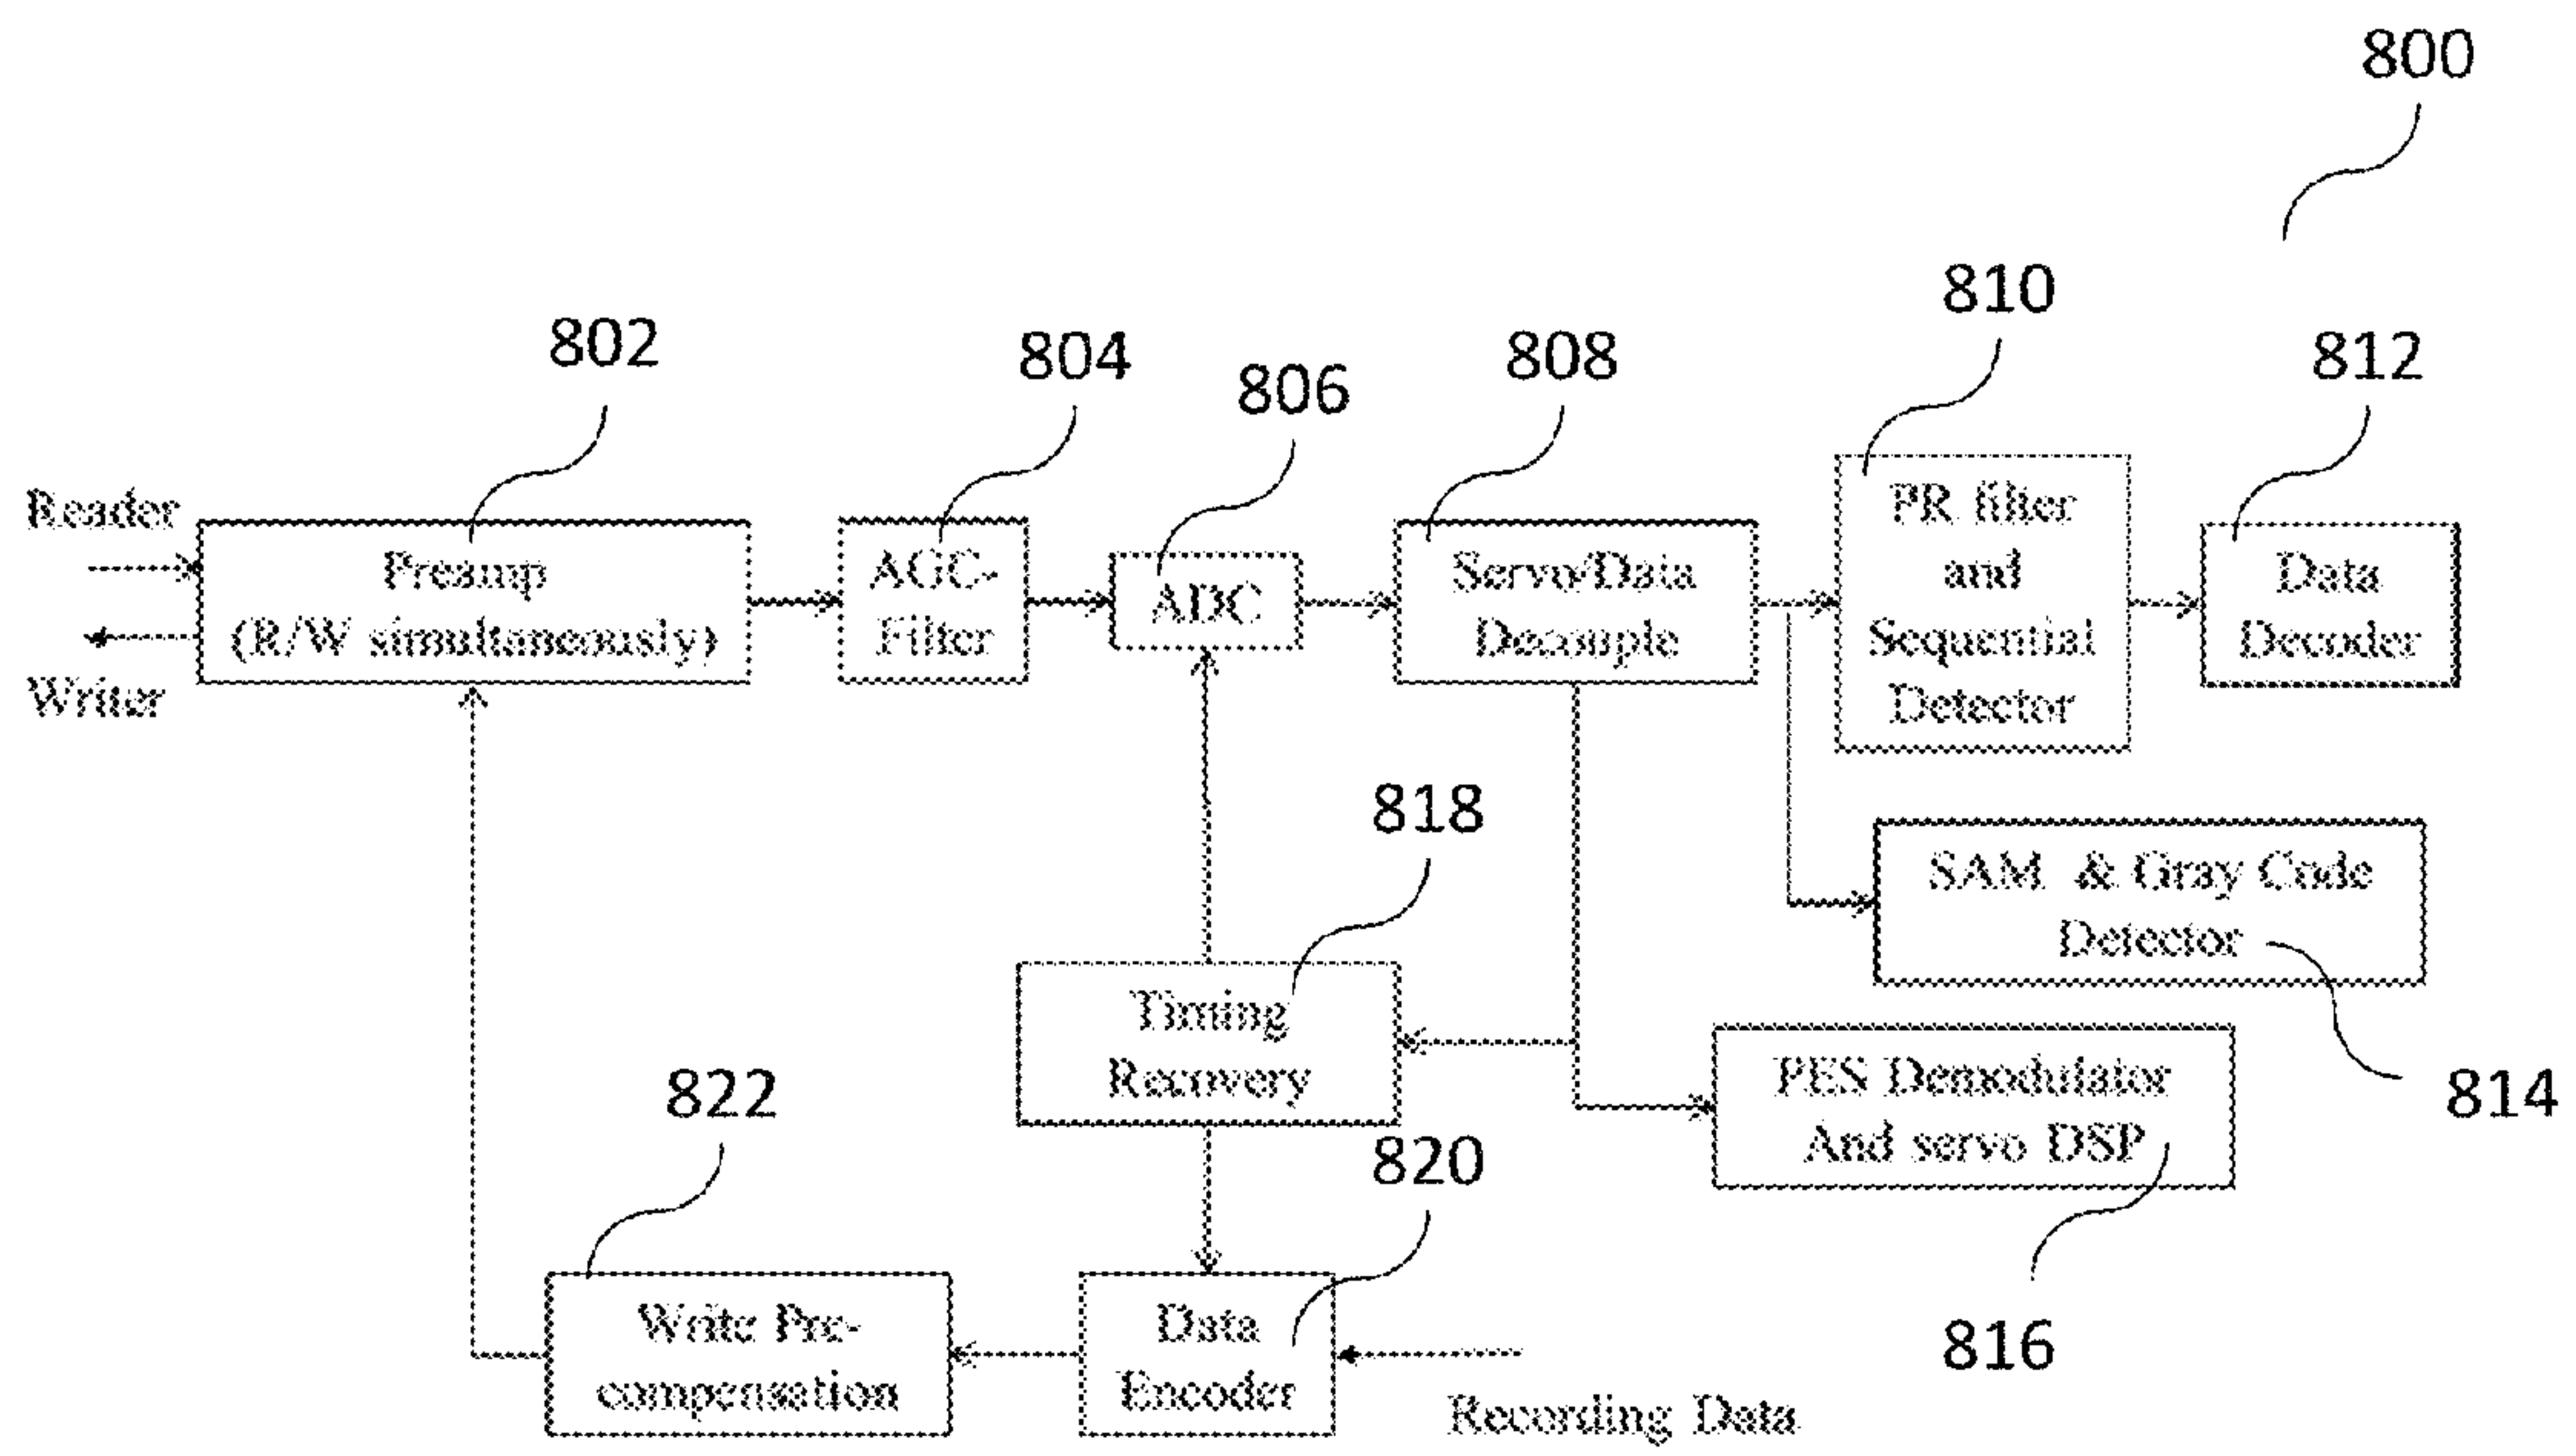 800
802
804
806
808
810
812
Reader
Writer
Preamp
(R/W simultaneously)
AGC-
Filter
ADC
Servo/Data
Decouple
PR filter
and
Sequential
Detector
Data
Decoder
818
SAM & Gray Code
Detector
814
Timing
Recovery
PES Demodulator
And servo DSP
816
822
820
Write Pre-
compensation
Data
Encoder
Recording Data